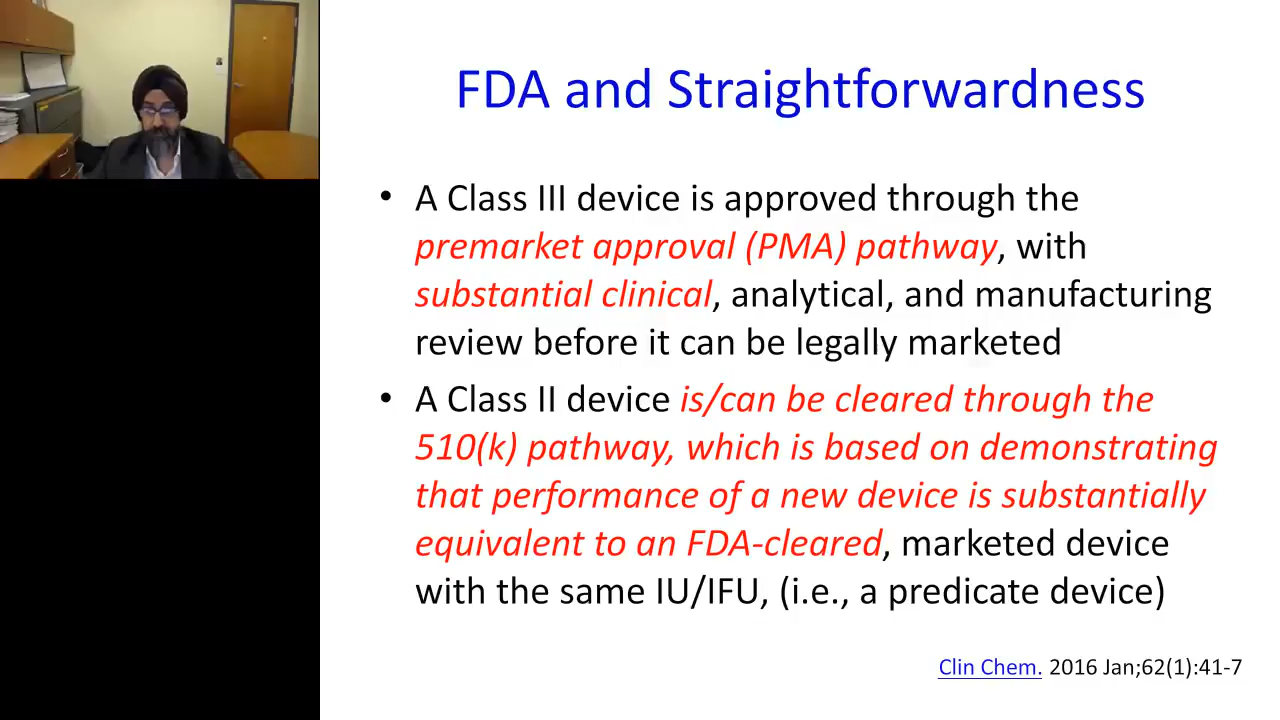 FDA and Straightforwardness
• A Class III device is approved through the
premarket approval (PMA) pathway, with
substantial clinical, analytical, and manufacturing
review before it can be legally marketed
• A Class II device is/can be cleared through the
510(k) pathway, which is based on demonstrating
that performance of a new device is substantially
equivalent to an FDA-cleared, marketed device
with the same IU/IFU, (i.e., a predicate device)
Clin Chem. 2016 Jan;62(1):41-7